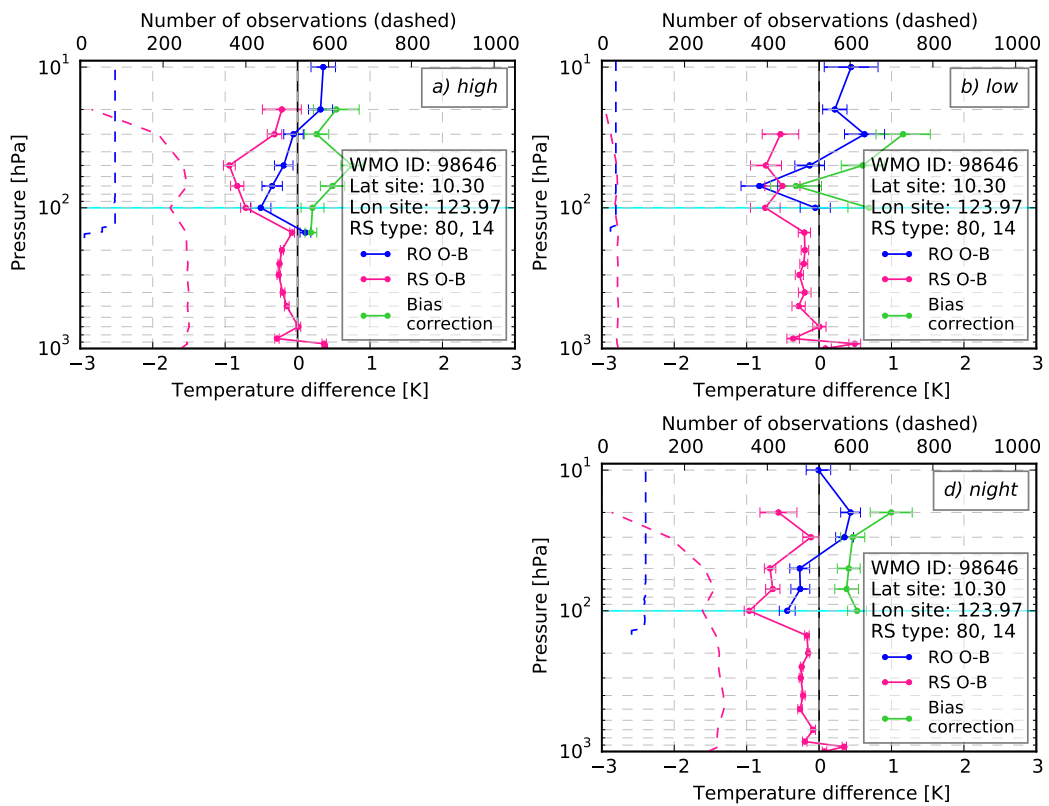 Number of observations (dashed)
0 200 400 600 800 1000
a) high
10^1
10^2
10^3
Pressure [hPa]
WMO ID: 98646
Lat site: 10.30
Lon site: 123.97
RS type: 80, 14
RO O-B
RS O-B
Bias
correction
−3 −2 −1 0 1 2 3
Temperature difference [K]
Number of observations (dashed)
0 200 400 600 800 1000
b) low
10^1
10^2
10^3
Pressure [hPa]
WMO ID: 98646
Lat site: 10.30
Lon site: 123.97
RS type: 80, 14
RO O-B
RS O-B
Bias
correction
−3 −2 −1 0 1 2 3
Temperature difference [K]
Number of observations (dashed)
0 200 400 600 800 1000
d) night
10^1
10^2
10^3
Pressure [hPa]
WMO ID: 98646
Lat site: 10.30
Lon site: 123.97
RS type: 80, 14
RO O-B
RS O-B
Bias
correction
−3 −2 −1 0 1 2 3
Temperature difference [K]